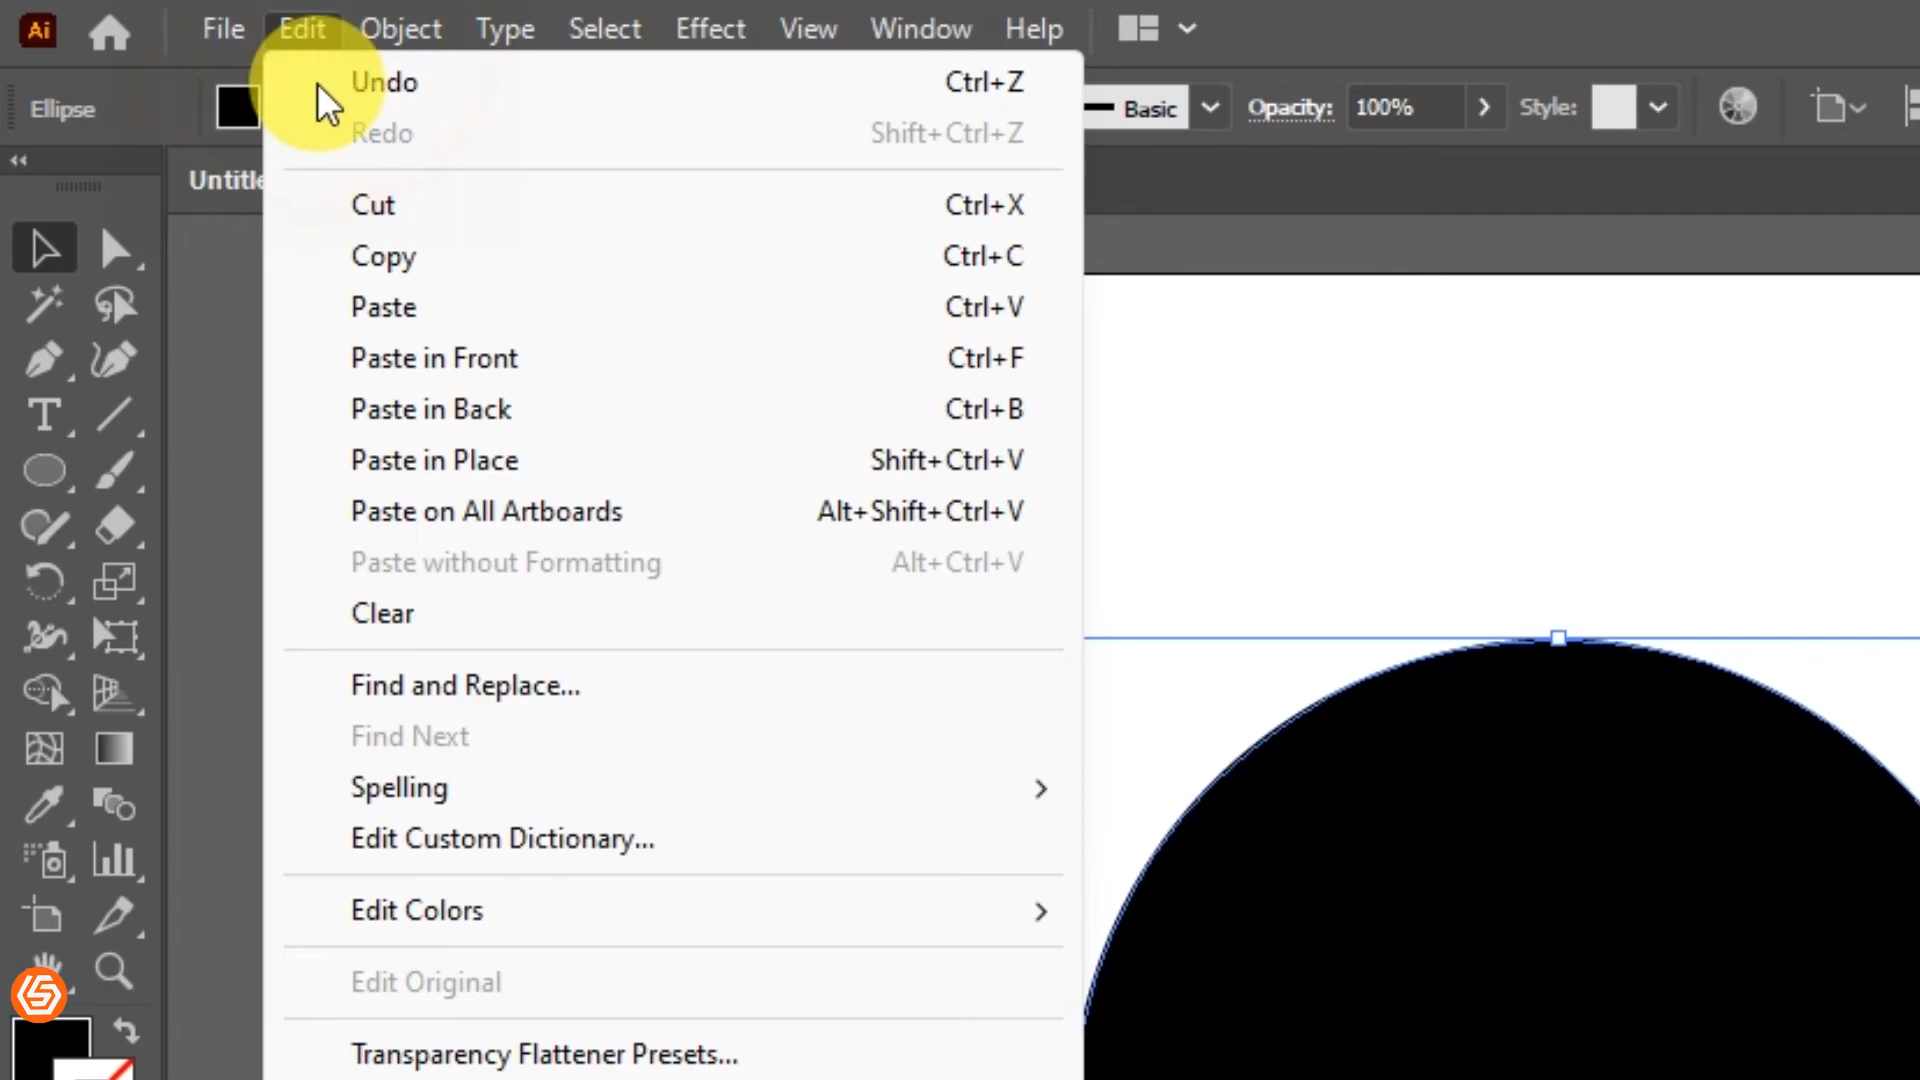 Ai File Edit Object Type Select Effect View Window Help
Ellipse Basic Opacity: 100% Style:
Undo Ctrl+Z
Redo Shift+Ctrl+Z
Cut Ctrl+X
Copy Ctrl+C
Paste Ctrl+V
Paste in Front Ctrl+F
Paste in Back Ctrl+B
Paste in Place Shift+Ctrl+V
Paste on All Artboards Alt+Shift+Ctrl+V
Paste without Formatting Alt+Ctrl+V
Clear
Find and Replace...
Find Next
Spelling
Edit Custom Dictionary...
Edit Colors
Edit Original
Transparency Flattener Presets...